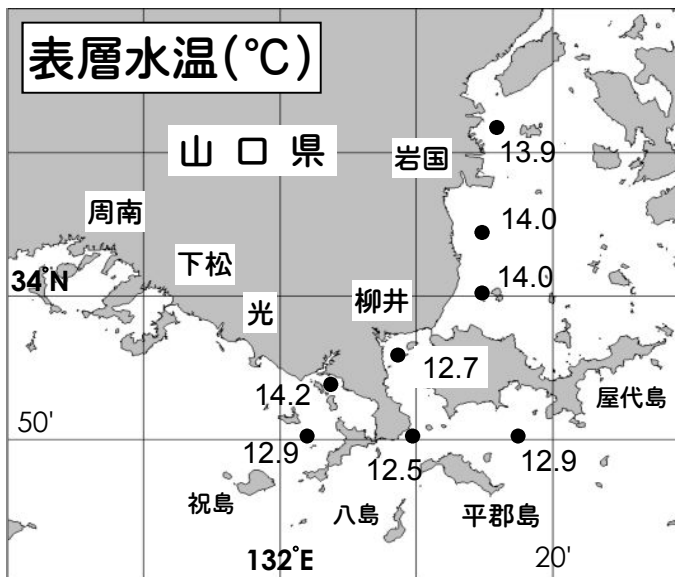 表層水温(℃)
山口県
岩国
13.9
周南
14.0
下松
34°N
14.0
光
柳井
12.7
14.2
屋代島
50'
12.9
12.5
12.9
祝島
八島
平郡島
132°E
20'